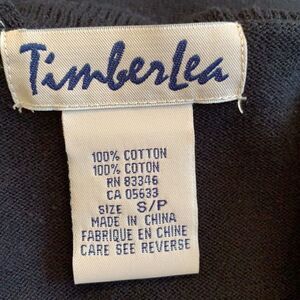 TimberLea
100% COTTON
100% COTON
RN 83346
CA 05633
SIZE S/P
MADE IN CHINA
FABRIQUE EN CHINE
CARE SEE REVERSE